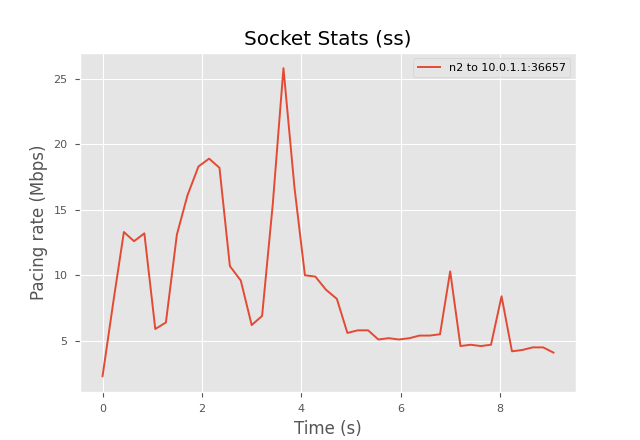 Socket Stats (ss)
n2 to 10.0.1.1:36657
Pacing rate (Mbps)
25
20
15
10
5
0 2 4 6 8
Time (s)